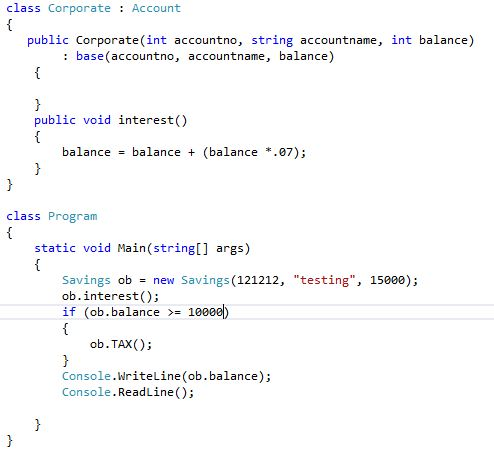 class Corporate : Account
{
public Corporate(int accountno, string accountname, int balance)
: base(accountno, accountname, balance)
{
}
public void interest()
{
balance = balance + (balance *.07);
}
}
class Program
{
static void Main(string[] args)
{
Savings ob = new Savings(121212, "testing", 15000);
ob.interest();
if (ob.balance >= 10000)
{
ob.TAX();
}
Console.WriteLine(ob.balance);
Console.ReadLine();
}
}